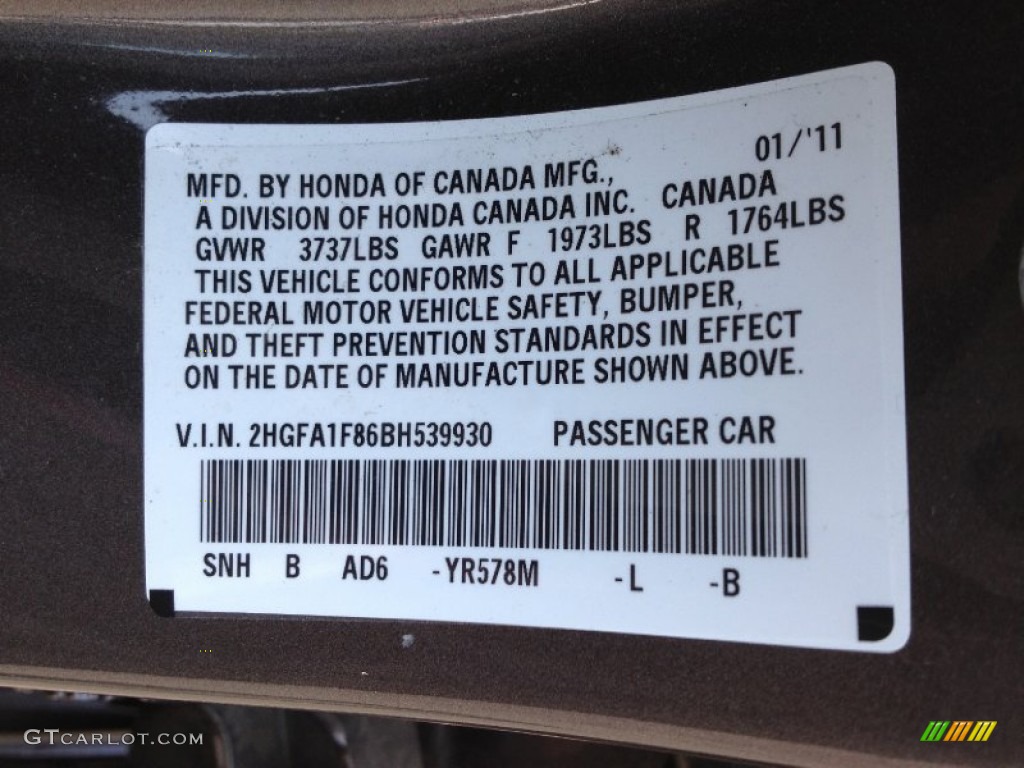 01/'11
MFD. BY HONDA OF CANADA MFG.,
A DIVISION OF HONDA CANADA INC. CANADA
GVWR 3737LBS GAWR F 1973LBS R 1764LBS
THIS VEHICLE CONFORMS TO ALL APPLICABLE
FEDERAL MOTOR VEHICLE SAFETY, BUMPER,
AND THEFT PREVENTION STANDARDS IN EFFECT
ON THE DATE OF MANUFACTURE SHOWN ABOVE.
V.I.N. 2HGFA1F86BH539930 PASSENGER CAR
SNH B AD6 -YR578M -L -B
GTCARLOT.COM